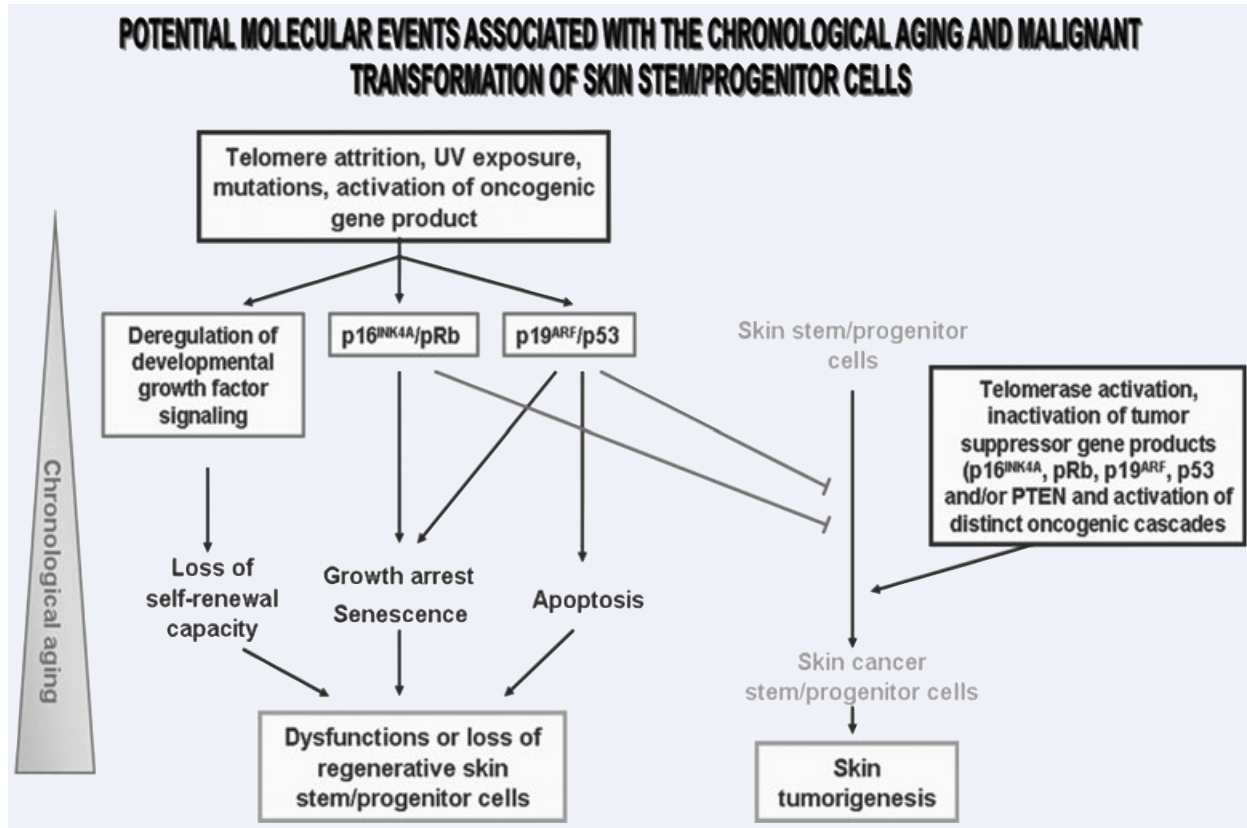 POTENTIAL MOLECULAR EVENTS ASSOCIATED WITH THE CHRONOLOGICAL AGING AND MALIGNANT
TRANSFORMATION OF SKIN STEM/PROGENITOR CELLS
Telomere attrition, UV exposure,
mutations, activation of oncogenic
gene product
Deregulation of
developmental
growth factor
signaling
p16INK4A/pRb
p19ARF/p53
Skin stem/progenitor
cells
Telomerase activation,
inactivation of tumor
suppressor gene products
(p16INK4A, pRb, p19ARF, p53
and/or PTEN and activation of
distinct oncogenic cascades
Chronological aging
Loss of
self-renewal
capacity
Growth arrest
Senescence
Apoptosis
Skin cancer
stem/progenitor cells
Dysfunctions or loss of
regenerative skin
stem/progenitor cells
Skin
tumorigenesis